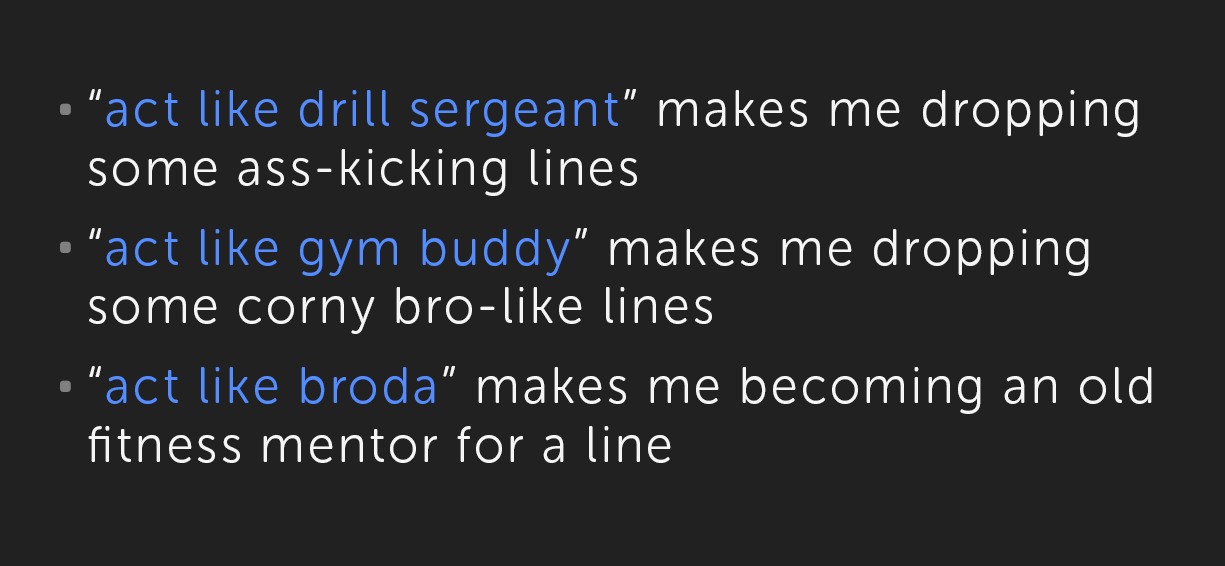 ▪ “act like drill sergeant” makes me dropping
some ass-kicking lines
▪ “act like gym buddy” makes me dropping
some corny bro-like lines
▪ “act like broda” makes me becoming an old
fitness mentor for a line